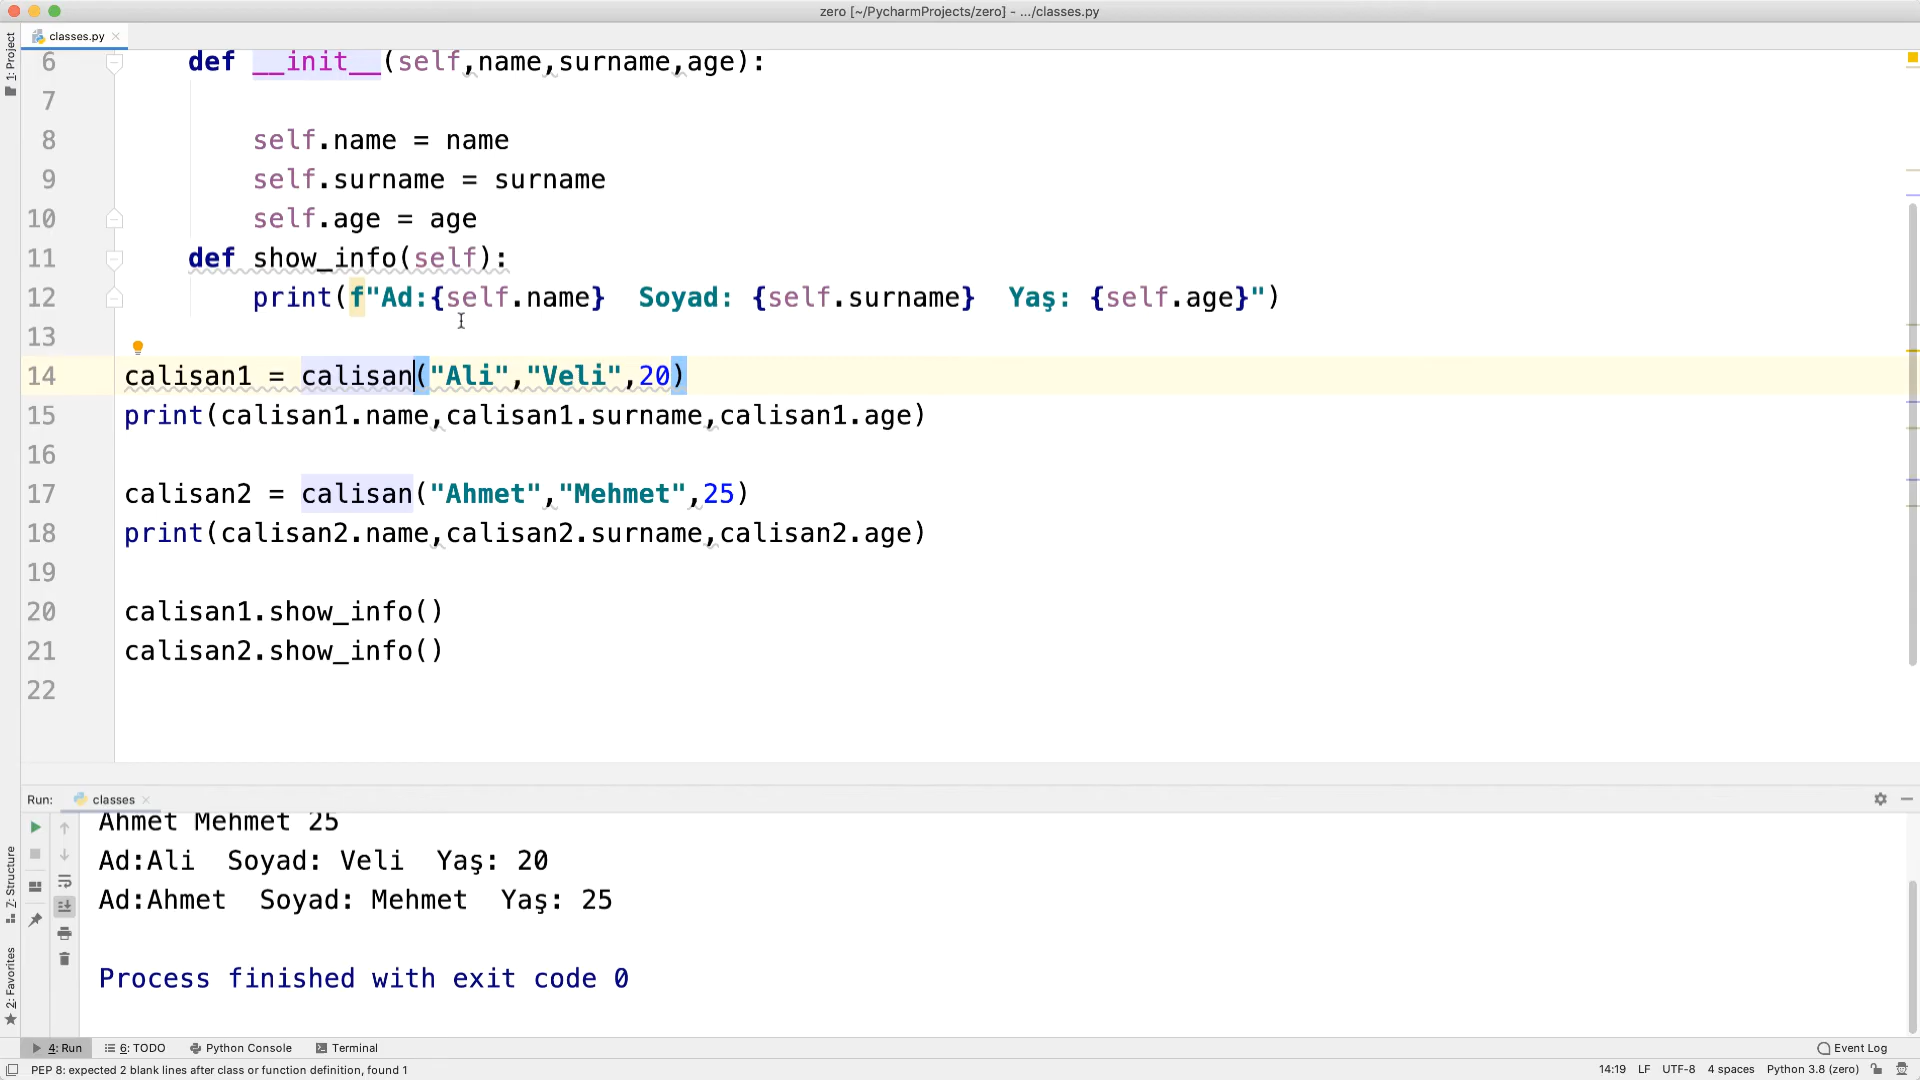 zero [~/PycharmProjects/zero] - .../classes.py
classes.py
1: Project
6 def __init__(self,name,surname,age):
7
8 self.name = name
9 self.surname = surname
10 self.age = age
11 def show_info(self):
12 print(f"Ad:{self.name}  Soyad: {self.surname}  Yaş: {self.age}")
13
14 calisan1 = calisan("Ali","Veli",20)
15 print(calisan1.name,calisan1.surname,calisan1.age)
16
17 calisan2 = calisan("Ahmet","Mehmet",25)
18 print(calisan2.name,calisan2.surname,calisan2.age)
19
20 calisan1.show_info()
21 calisan2.show_info()
22
Run: classes
Ahmet Mehmet 25
Ad:Ali  Soyad: Veli  Yaş: 20
Ad:Ahmet  Soyad: Mehmet  Yaş: 25
Process finished with exit code 0
Z: Structure
2: Favorites
4: Run 6: TODO Python Console Terminal Event Log
PEP 8: expected 2 blank lines after class or function definition, found 1 14:19 LF UTF-8 4 spaces Python 3.8 (zero)